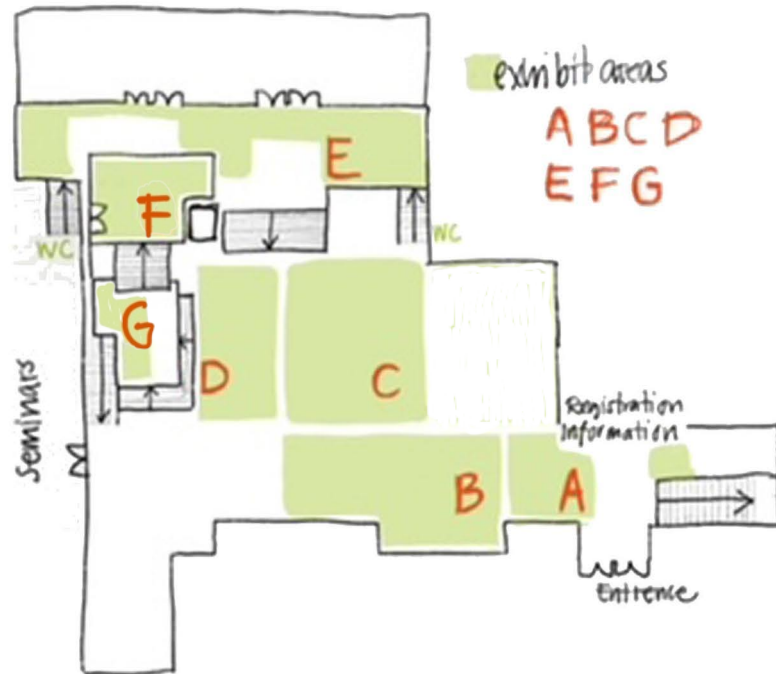 exhibit areas
A B C D
E F G
E
F
WC
WC
G
D
C
Seminars
Registration
Information
B
A
Entrence